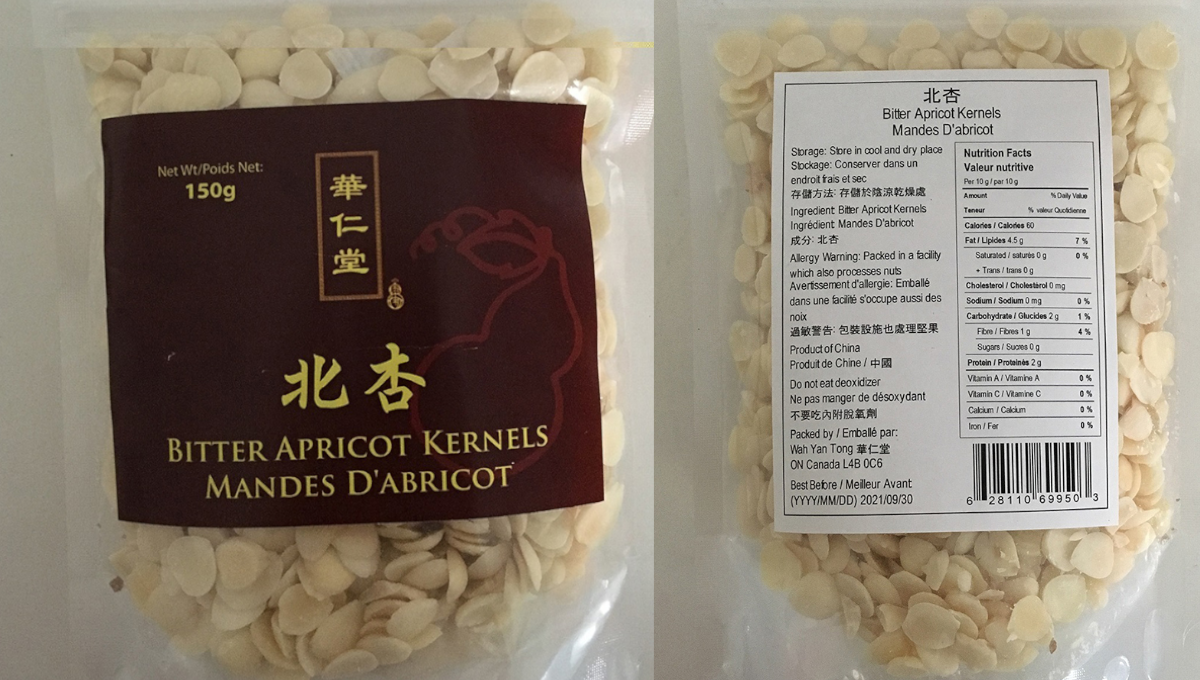 Net Wt/Poids Net:
150g
華仁堂
北杏
BITTER APRICOT KERNELS
MANDES D'ABRICOT
北杏
Bitter Apricot Kernels
Mandes D'abricot
Storage: Store in cool and dry place
Stockage: Conserver dans un
endroit frais et sec
存儲方法: 存儲於陰涼乾燥處
Ingredient: Bitter Apricot Kernels
Ingrédient: Mandes D'abricot
成分: 北杏
Allergy Warning: Packed in a facility
which also processes nuts
Avertissement d'allergie: Emballé
dans une facilité s'occupe aussi des
noix
過敏警告: 包裝設施也處理堅果
Product of China
Produit de Chine / 中國
Do not eat deoxidizer
Ne pas manger de désoxydant
不要吃內附脫氧劑
Packed by / Emballé par:
Wah Yan Tong 華仁堂
ON Canada L4B 0C6
Best Before / Meilleur Avant:
(YYYY/MM/DD) 2021/09/30
Nutrition Facts
Valeur nutritive
Per 10 g / par 10 g
Amount % Daily Value
Teneur % valeur Quotidienne
Calories / Calories 60
Fat / Lipides 4.5 g 7 %
Saturated / saturés 0 g 0 %
+ Trans / trans 0 g
Cholesterol / Cholestérol 0 mg
Sodium / Sodium 0 mg 0 %
Carbohydrate / Glucides 2 g 1 %
Fibre / Fibres 1 g 4 %
Sugars / Sucres 0 g
Protein / Proteinès 2 g
Vitamin A / Vitamine A 0 %
Vitamin C / Vitamine C 0 %
Calcium / Calcium 0 %
Iron / Fer 0 %
6 28110 69950 3